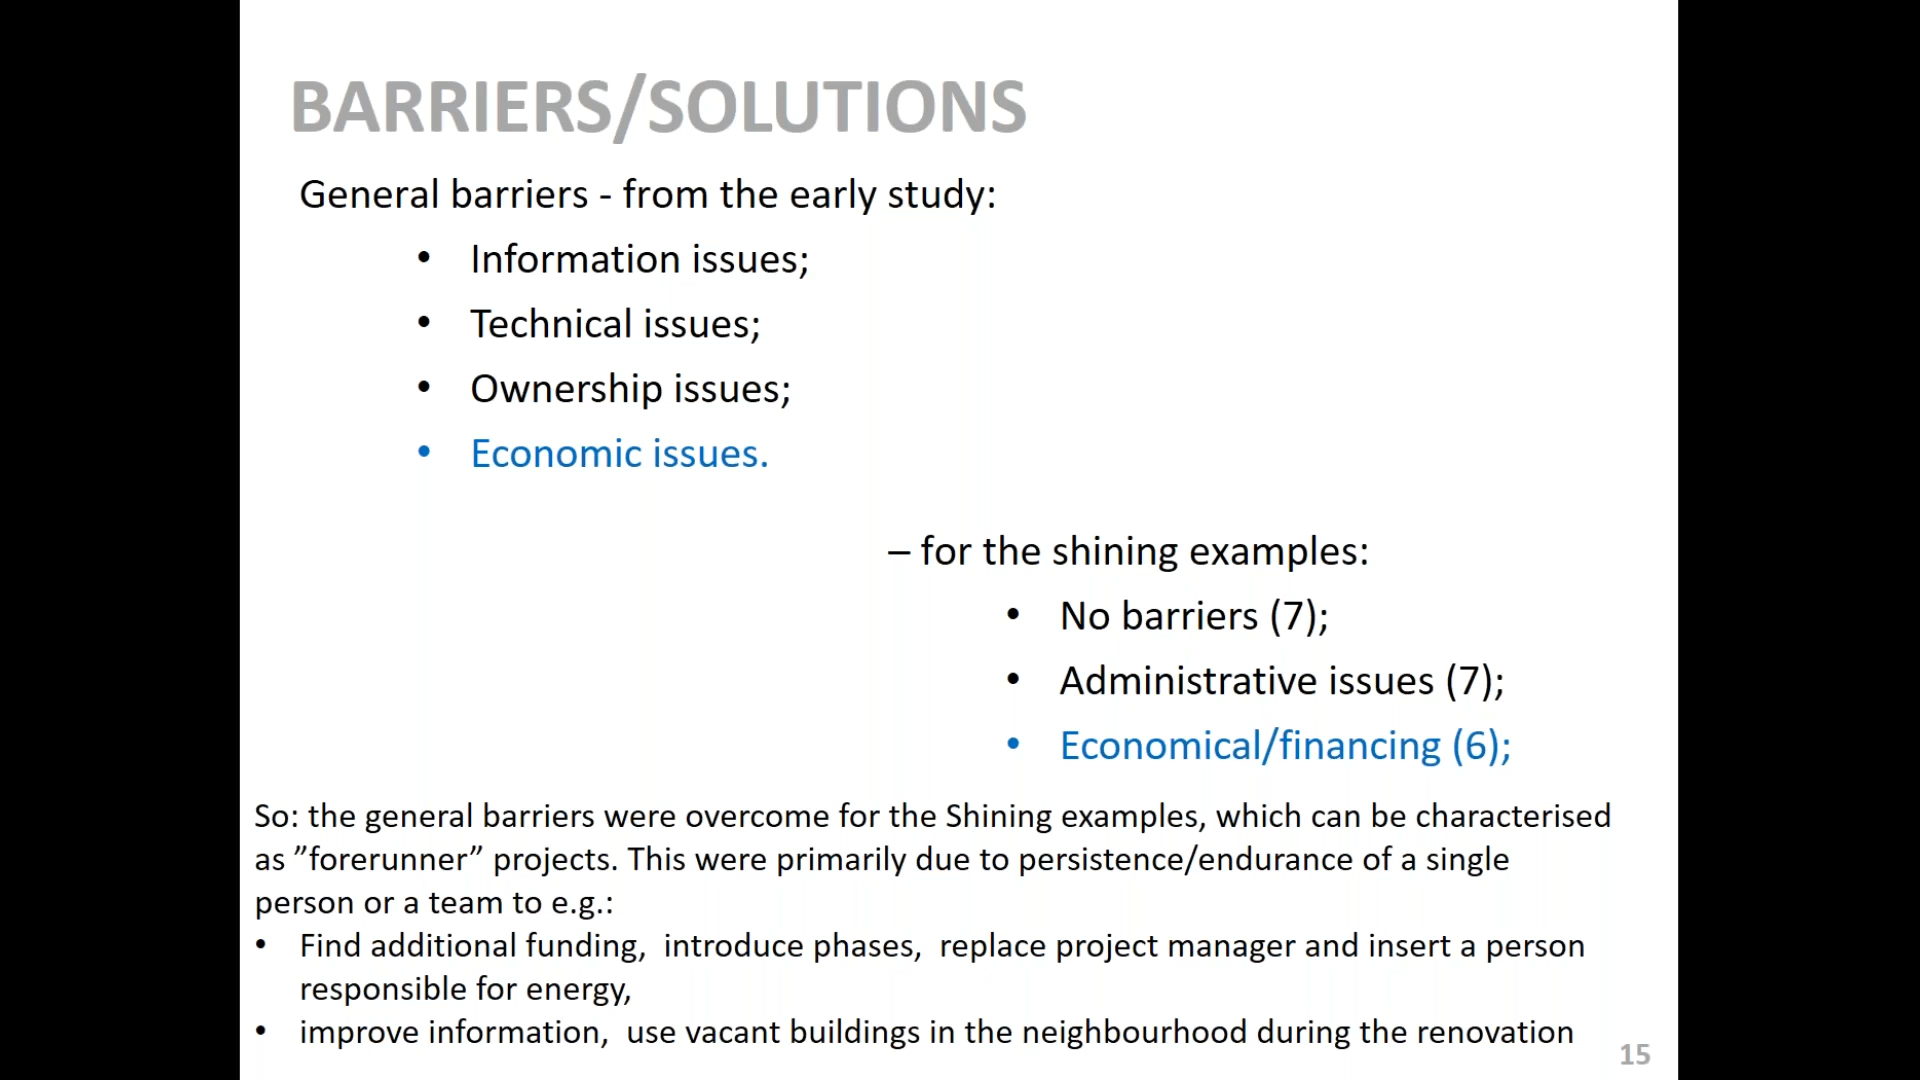 BARRIERS/SOLUTIONS
General barriers - from the early study:
• Information issues;
• Technical issues;
• Ownership issues;
• Economic issues.
– for the shining examples:
• No barriers (7);
• Administrative issues (7);
• Economical/financing (6);
So: the general barriers were overcome for the Shining examples, which can be characterised
as ”forerunner” projects. This were primarily due to persistence/endurance of a single
person or a team to e.g.:
• Find additional funding,  introduce phases,  replace project manager and insert a person
responsible for energy,
• improve information,  use vacant buildings in the neighbourhood during the renovation
15